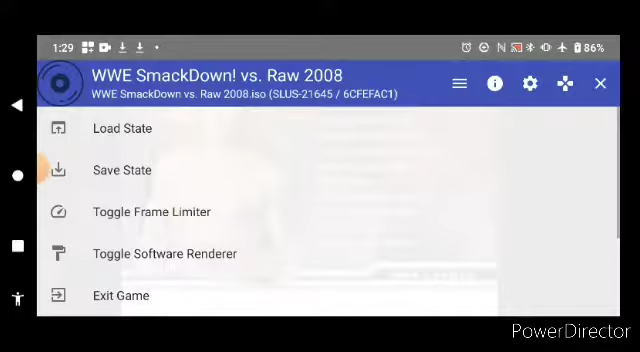 1:29
86%
WWE SmackDown! vs. Raw 2008
WWE SmackDown vs. Raw 2008.iso (SLUS-21645 / 6CFEFAC1)
Load State
Save State
Toggle Frame Limiter
Toggle Software Renderer
Exit Game
PowerDirector